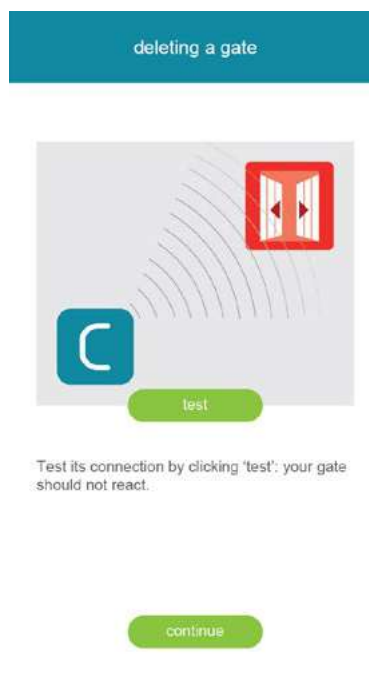 deleting a gate
test
Test its connection by clicking 'test': your gate
should not react.
continue